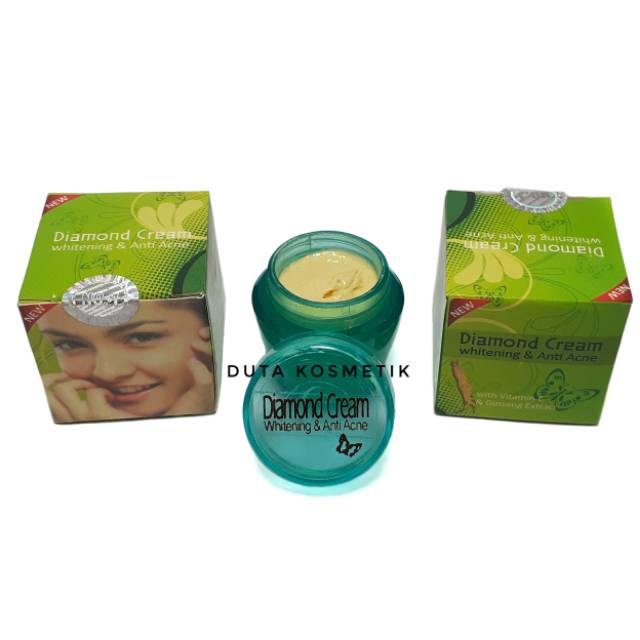 NEW
Diamond Cream
whitening & Anti Acne
NEW
DUTA KOSMETIK
Diamond Cream
Whitening & Anti Acne
Diamond Cream
whitening & Anti Acne
NEW
NEW
Diamond Cream
whitening & Anti Acne
with Vitamin
& Ginseng Extract